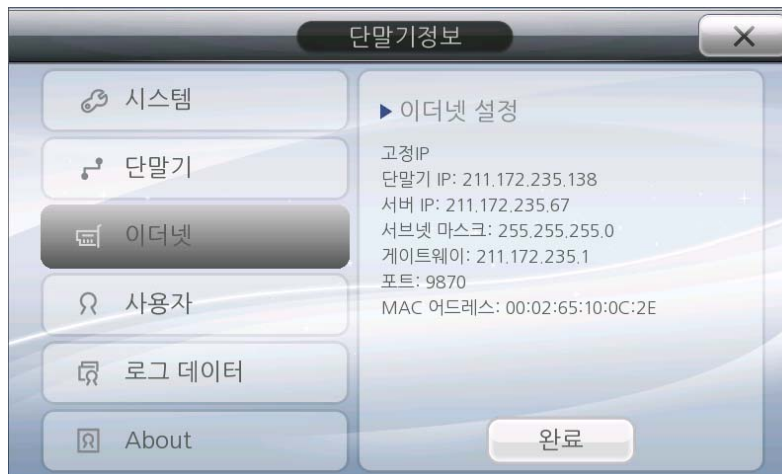 단말기정보
시스템
단말기
이더넷
사용자
로그 데이터
About
이더넷 설정
고정IP
단말기 IP: 211.172.235.138
서버 IP: 211.172.235.67
서브넷 마스크: 255.255.255.0
게이트웨이: 211.172.235.1
포트: 9870
MAC 어드레스: 00:02:65:10:0C:2E
완료